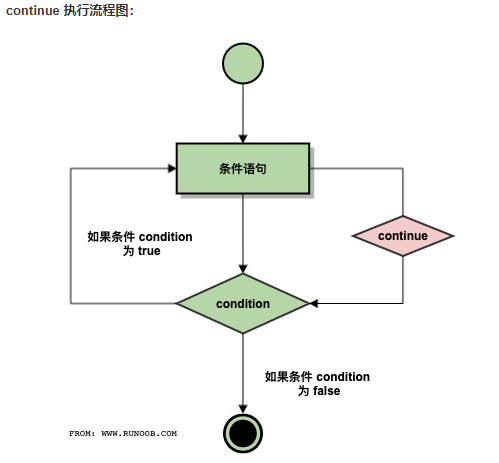 continue 执行流程图：
条件语句
如果条件 condition
为 true
continue
condition
如果条件 condition
为 false
FROM: WWW.RUNOOB.COM